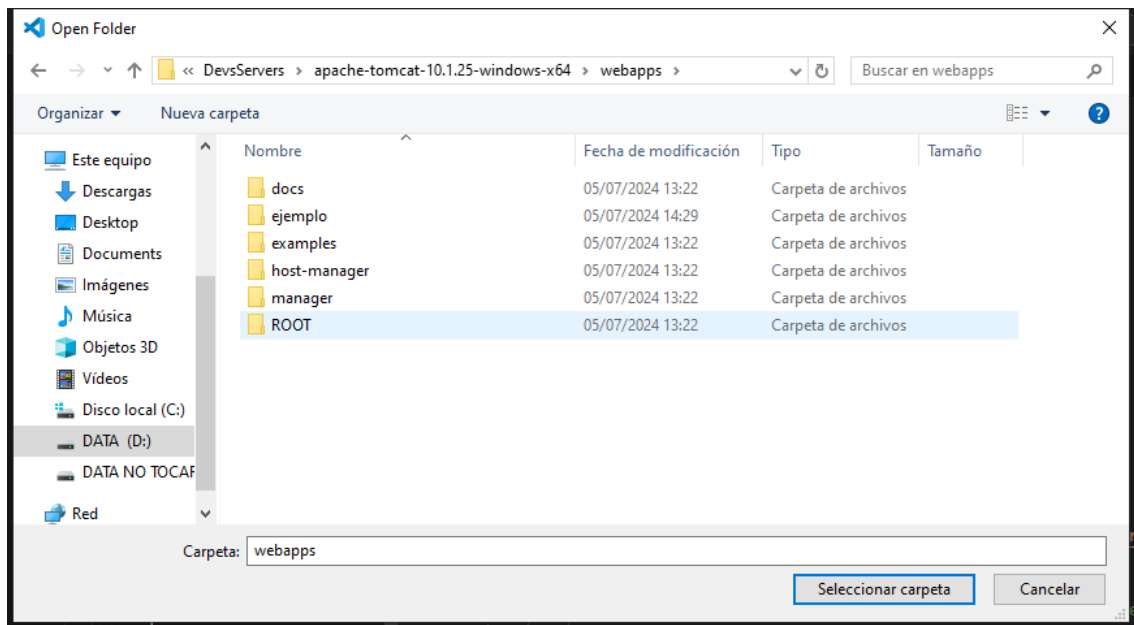 Open Folder
« DevsServers > apache-tomcat-10.1.25-windows-x64 > webapps > Buscar en webapps
Organizar Nueva carpeta
Este equipo
Descargas
Desktop
Documents
Imágenes
Música
Objetos 3D
Vídeos
Disco local (C:)
DATA (D:)
DATA NO TOCAR
Red
Nombre Fecha de modificación Tipo Tamaño
docs 05/07/2024 13:22 Carpeta de archivos
ejemplo 05/07/2024 14:29 Carpeta de archivos
examples 05/07/2024 13:22 Carpeta de archivos
host-manager 05/07/2024 13:22 Carpeta de archivos
manager 05/07/2024 13:22 Carpeta de archivos
ROOT 05/07/2024 13:22 Carpeta de archivos
Carpeta: webapps
Seleccionar carpeta Cancelar